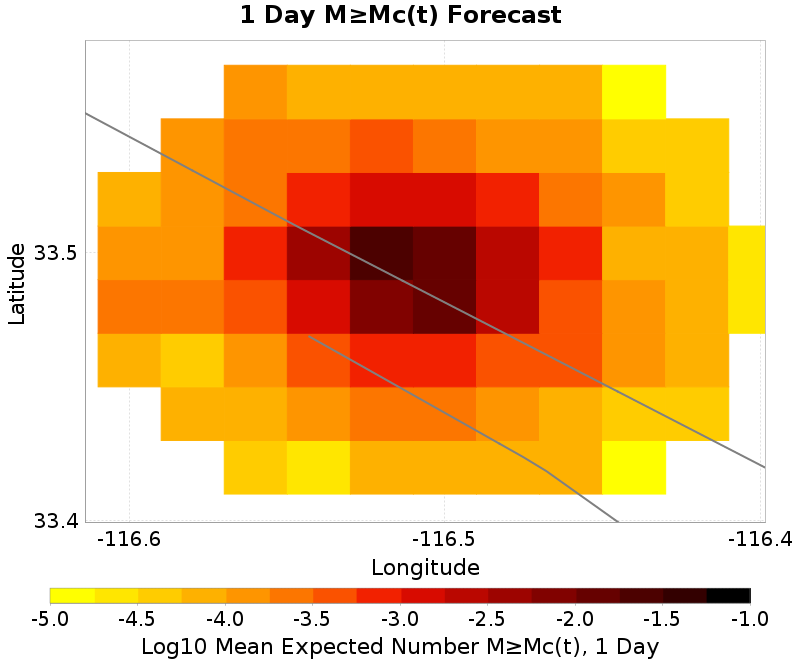 1 Day M≥Mc(t) Forecast
Latitude
33.5
33.4
-116.6 -116.5 -116.4
Longitude
-5.0 -4.5 -4.0 -3.5 -3.0 -2.5 -2.0 -1.5 -1.0
Log10 Mean Expected Number M≥Mc(t), 1 Day